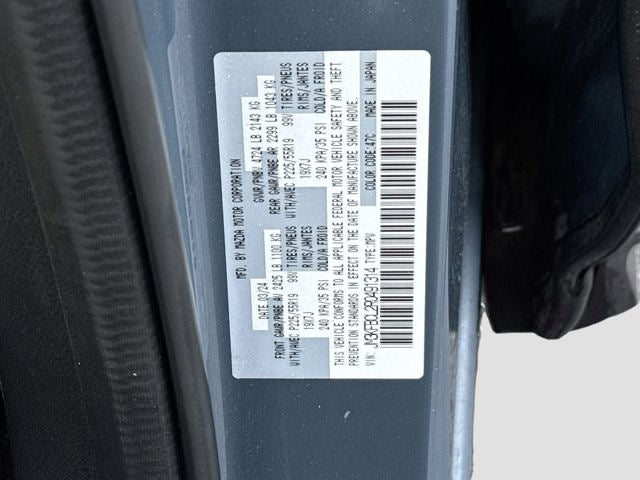 MFD. BY MAZDA MOTOR CORPORATION
DATE 03/24 GVWR/PNBV 4724 LB 2143 KG
FRONT GAWR/PNBE AV 2425 LB 1100 KG REAR GAWR/PNBE AR 2299 LB 1043 KG
WITH/AVEC P225/55R19 99V TIRES/PNEUS WITH/AVEC P225/55R19 99V TIRES/PNEUS
19X7J RIMS/JANTES 19X7J RIMS/JANTES
240 KPA/35 PSI COLD/A FROID 240 KPA/35 PSI COLD/A FROID
THIS VEHICLE CONFORMS TO ALL APPLICABLE FEDERAL MOTOR VEHICLE SAFETY AND THEFT
PREVENTION STANDARDS IN EFFECT ON THE DATE OF MANUFACTURE SHOWN ABOVE.
VIN: JM3KFBCL2R0491314 TYPE:MPV COLOR CODE:47C MADE IN JAPAN